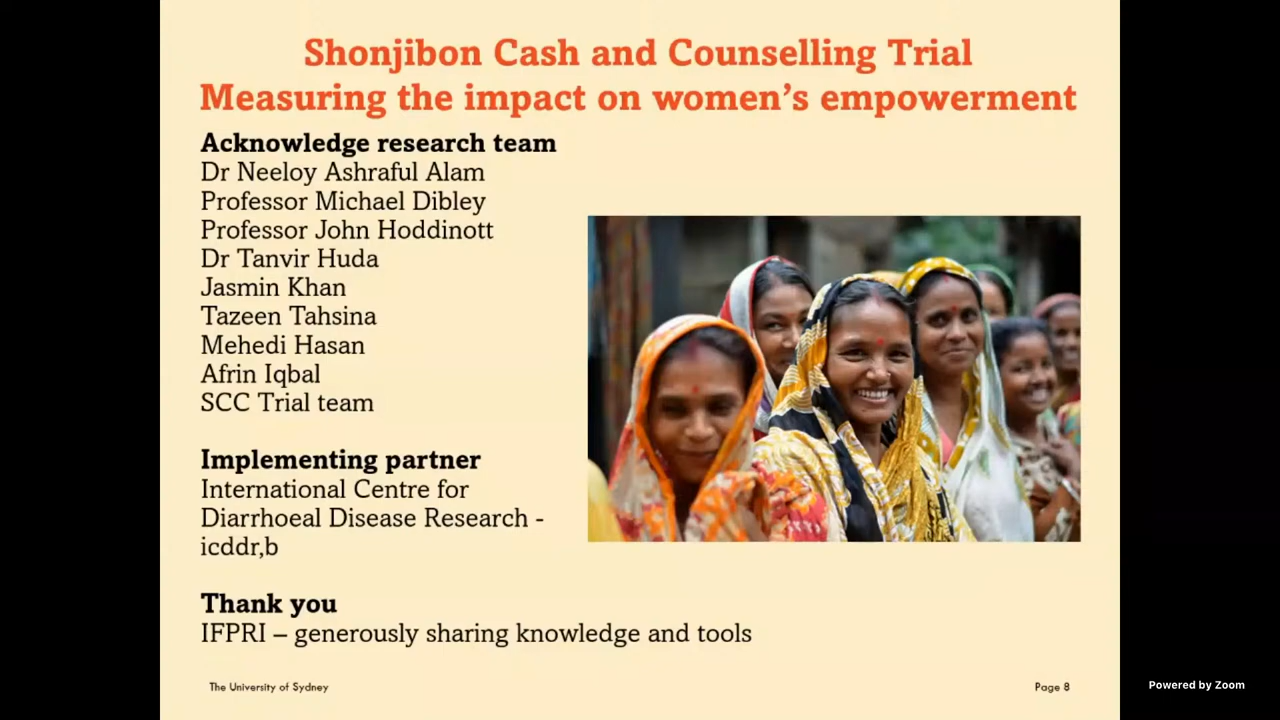 Shonjibon Cash and Counselling Trial
Measuring the impact on women’s empowerment
Acknowledge research team
Dr Neeloy Ashraful Alam
Professor Michael Dibley
Professor John Hoddinott
Dr Tanvir Huda
Jasmin Khan
Tazeen Tahsina
Mehedi Hasan
Afrin Iqbal
SCC Trial team
Implementing partner
International Centre for
Diarrhoeal Disease Research -
icddr,b
Thank you
IFPRI – generously sharing knowledge and tools
The University of Sydney
Page 8
Powered by Zoom